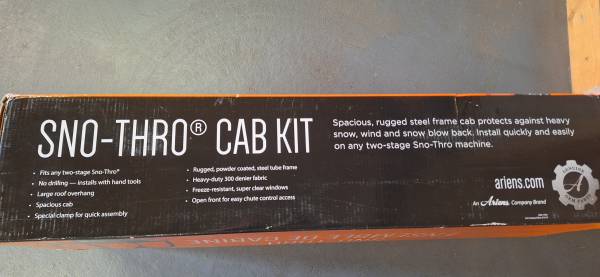 SNO-THRO® CAB KIT
• Fits any two-stage Sno-Thro®
• No drilling — installs with hand tools
• Large roof overhang
• Spacious cab
• Special clamp for quick assembly
• Rugged, powder coated, steel tube frame
• Heavy-duty 300 denier fabric
• Freeze-resistant, super clear windows
• Open front for easy chute control access
Spacious, rugged steel frame cab protects against heavy
snow, wind and snow blow back. Install quickly and easily
on any two-stage Sno-Thro machine.
ariens.com
An Ariens Company Brand
GENUINE
A